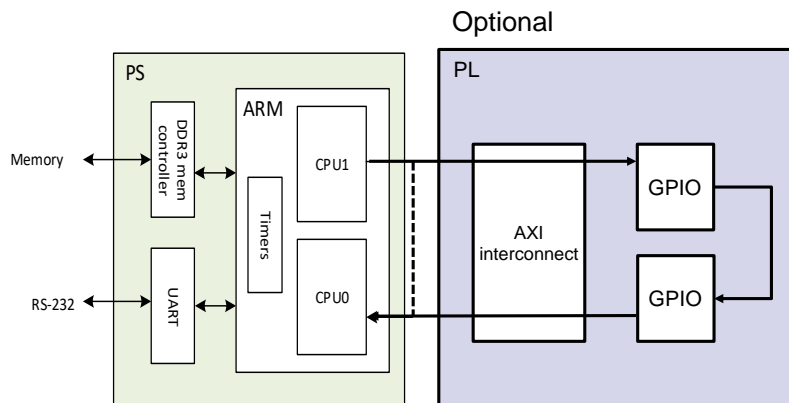 Optional
PS
PL
ARM
DDR3 mem
controller
Memory
CPU1
GPIO
Timers
AXI
interconnect
UART
RS-232
CPU0
GPIO